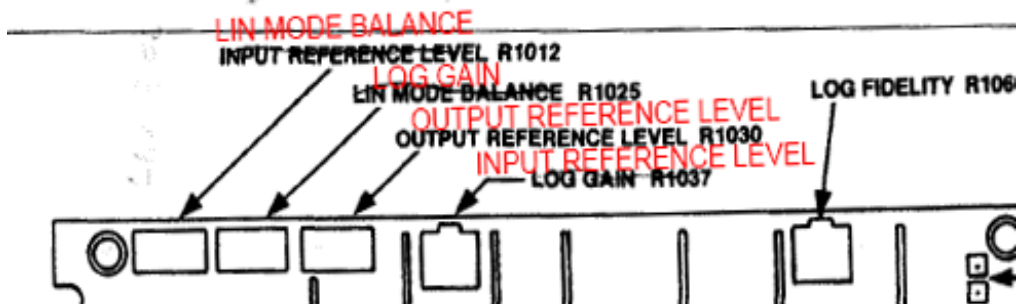 LIN MODE BALANCE
INPUT REFERENCE LEVEL R1012
LOG GAIN
LIN MODE BALANCE R1025
OUTPUT REFERENCE LEVEL
OUTPUT REFERENCE LEVEL R1030
INPUT REFERENCE LEVEL
LOG GAIN R1037
LOG FIDELITY